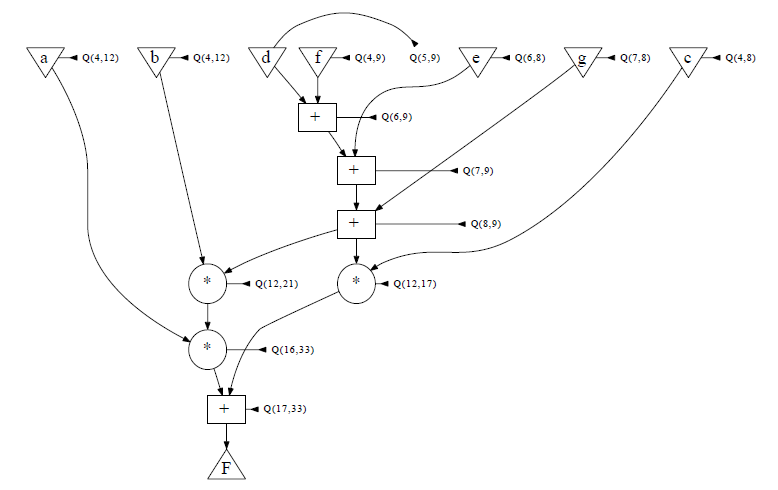 a Q(4,12) b Q(4,12) d f Q(4,9) Q(5,9) e Q(6,8) g Q(7,8) c Q(4,8)
+ Q(6,9)
+ Q(7,9)
+ Q(8,9)
* Q(12,21) * Q(12,17)
* Q(16,33)
+ Q(17,33)
F